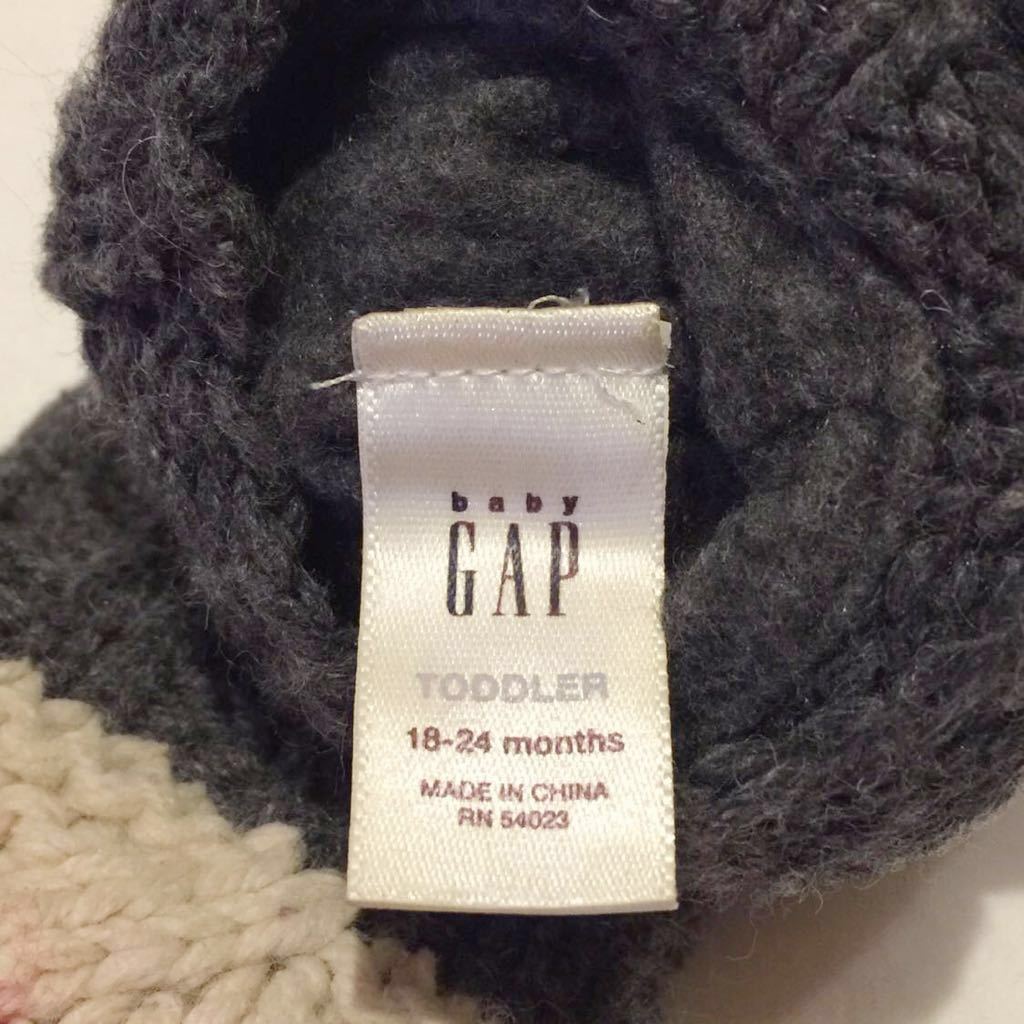 baby
GAP
TODDLER
18-24 months
MADE IN CHINA
RN 54023